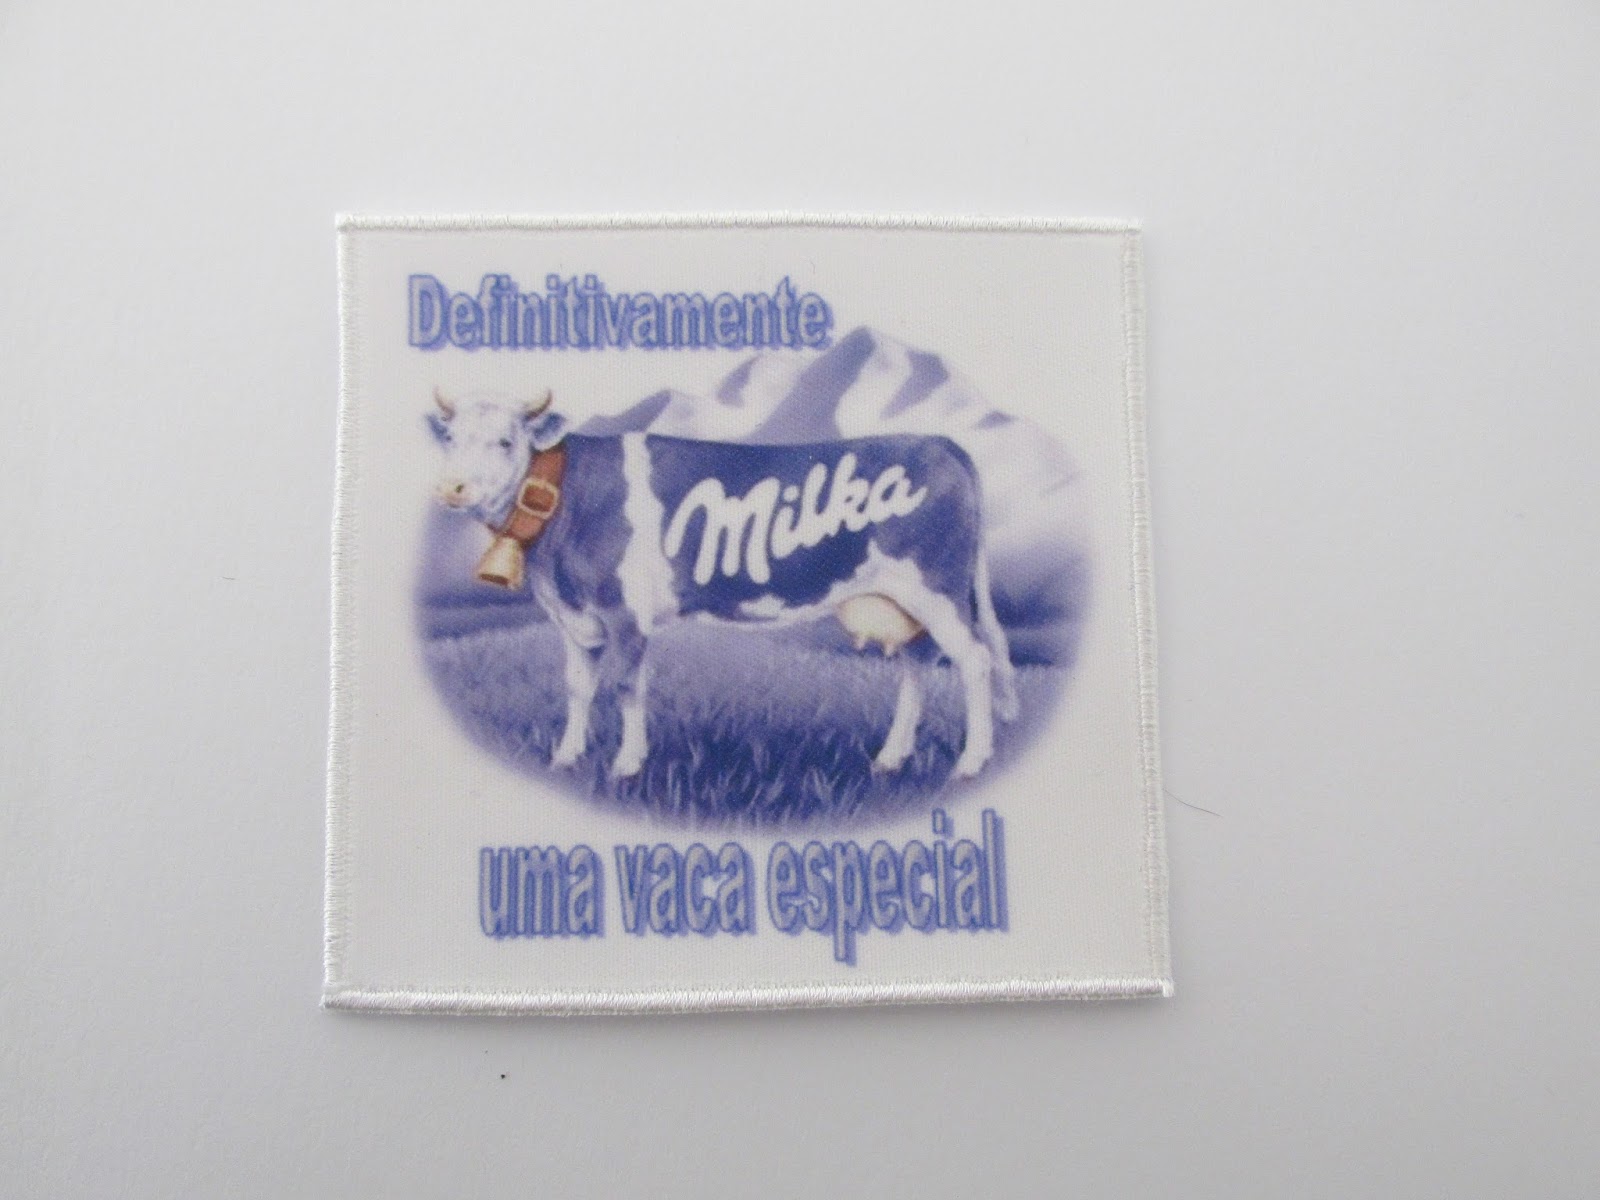 Definitivamente
Milka
uma vaca especial